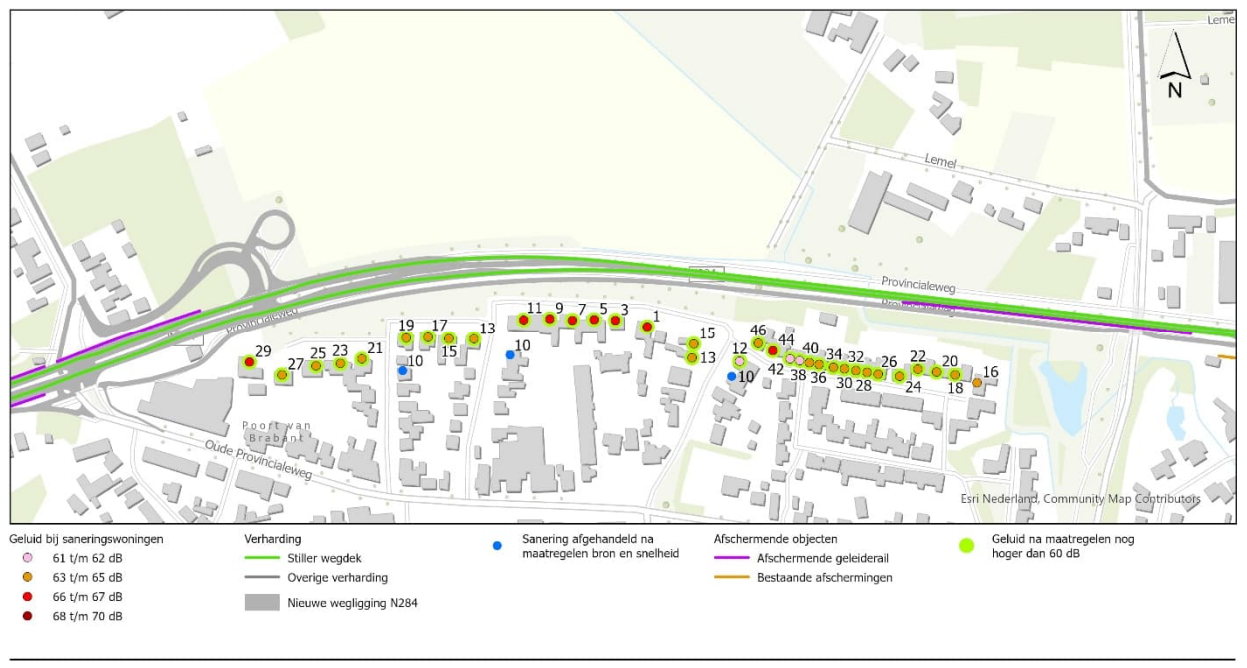 Leme
N
Lemel
Provincialeweg
Provincialeweg
11 9 7 5 3
1
19 17 13
15
15
13
10
10
46
44
12
40 34 32
26 22 20
16
29
27
25 23 21
10
42
38 36 30 28
24
18
Poort van
Brabant
Oude Provincialeweg
Esri Nederland, Community Map Contributors
Geluid bij saneringswoningen
61 t/m 62 dB
63 t/m 65 dB
66 t/m 67 dB
68 t/m 70 dB
Verharding
Stiller wegdek
Overige verharding
Nieuwe wegligging N284
Sanering afgehandeld na
maatregelen bron en snelheid
Afschermende objecten
Afschermende geleiderail
Bestaande afschermingen
Geluid na maatregelen nog
hoger dan 60 dB